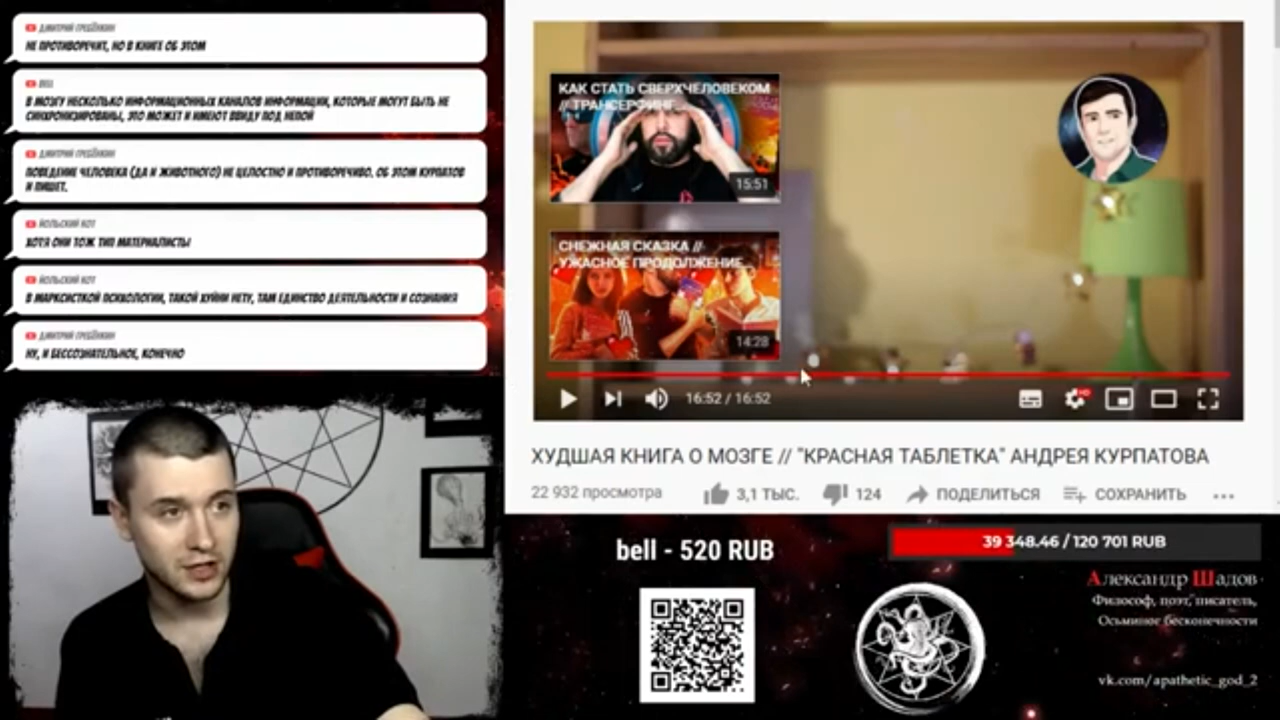 ДМИТРИЙ ГРЕБЁНКИН
НЕ ПРОТИВОРЕЧИТ, НО В КНИГЕ ОБ ЭТОМ
BELL
В МОЗГУ НЕСКОЛЬКО ИНФОРМАЦИОННЫХ КАНАЛОВ ИНФОРМАЦИИ, КОТОРЫЕ МОГУТ БЫТЬ НЕ
СИНХРОНИЗИРОВАНЫ, ЭТО МОЖЕТ И ИМЕЮТ ВВИДУ ПОД НЕПОЙ
ДМИТРИЙ ГРЕБЁНКИН
ПОВЕДЕНИЕ ЧЕЛОВЕКА (ДА И ЖИВОТНОГО) НЕ ЦЕЛОСТНО И ПРОТИВОРЕЧИВО. ОБ ЭТОМ КУРПАТОВ
И ПИШЕТ.
ЙОЛЬСКИЙ КОТ
ХОТЯ ОНИ ТОЖ ТИП МАТЕРИАЛИСТЫ
ЙОЛЬСКИЙ КОТ
В МАРКСИСТКОЙ ПСИХОЛОГИИ, ТАКОЙ ХУЙНИ НЕТУ, ТАМ ЕДИНСТВО ДЕЯТЕЛЬНОСТИ И СОЗНАНИЯ
ДМИТРИЙ ГРЕБЁНКИН
НУ, И БЕССОЗНАТЕЛЬНОЕ, КОНЕЧНО
КАК СТАТЬ СВЕРХЧЕЛОВЕКОМ
// ТРАНСЕРФИНГ
15:51
СНЕЖНАЯ СКАЗКА //
УЖАСНОЕ ПРОДОЛЖЕНИЕ...
14:28
16:52 / 16:52
HD
ХУДШАЯ КНИГА О МОЗГЕ // "КРАСНАЯ ТАБЛЕТКА" АНДРЕЯ КУРПАТОВА
22 932 просмотра
3,1 ТЫС.
124
ПОДЕЛИТЬСЯ
СОХРАНИТЬ
bell - 520 RUB
39 348.46 / 120 701 RUB
Александр Шадов
Философ, поэт, писатель,
Осьминог бесконечности
vk.com/apathetic_god_2